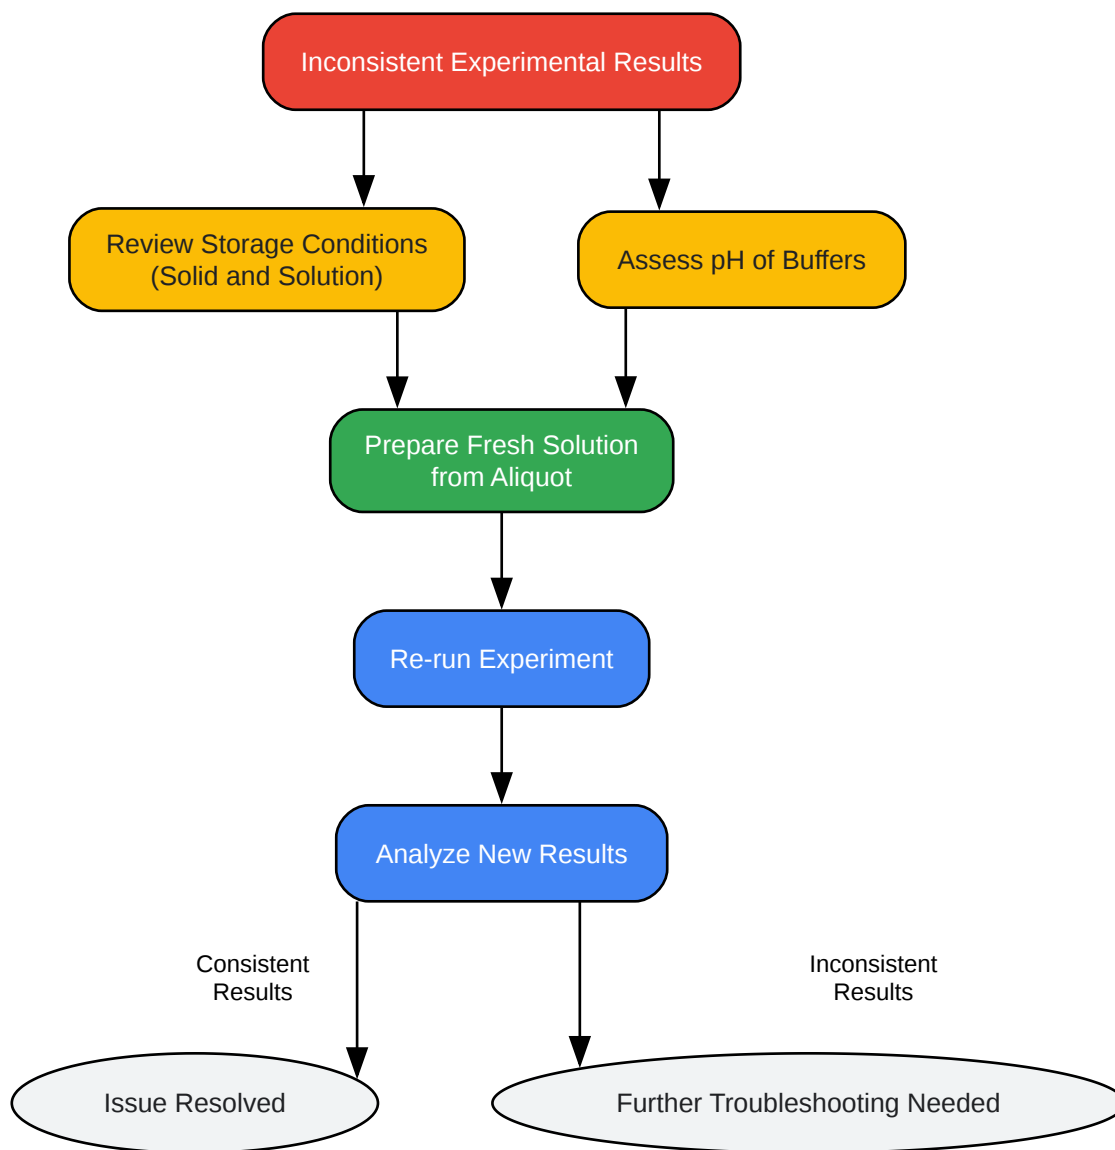 Inconsistent Experimental Results
Review Storage Conditions
(Solid and Solution)
Assess pH of Buffers
Prepare Fresh Solution
from Aliquot
Re-run Experiment
Analyze New Results
Consistent
Results
Inconsistent
Results
Issue Resolved
Further Troubleshooting Needed